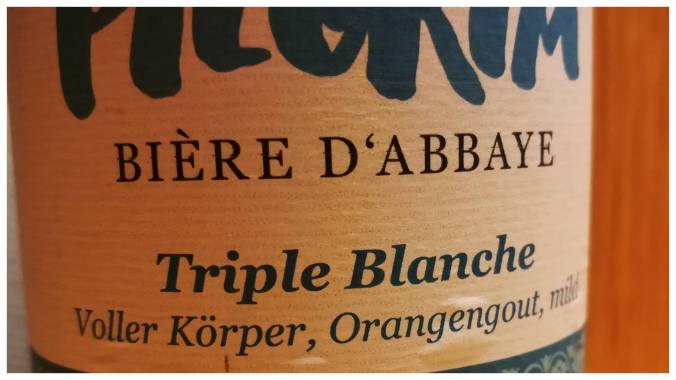 PILGRIM
BIÈRE D‘ABBAYE
Triple Blanche
Voller Körper, Orangengout, mild